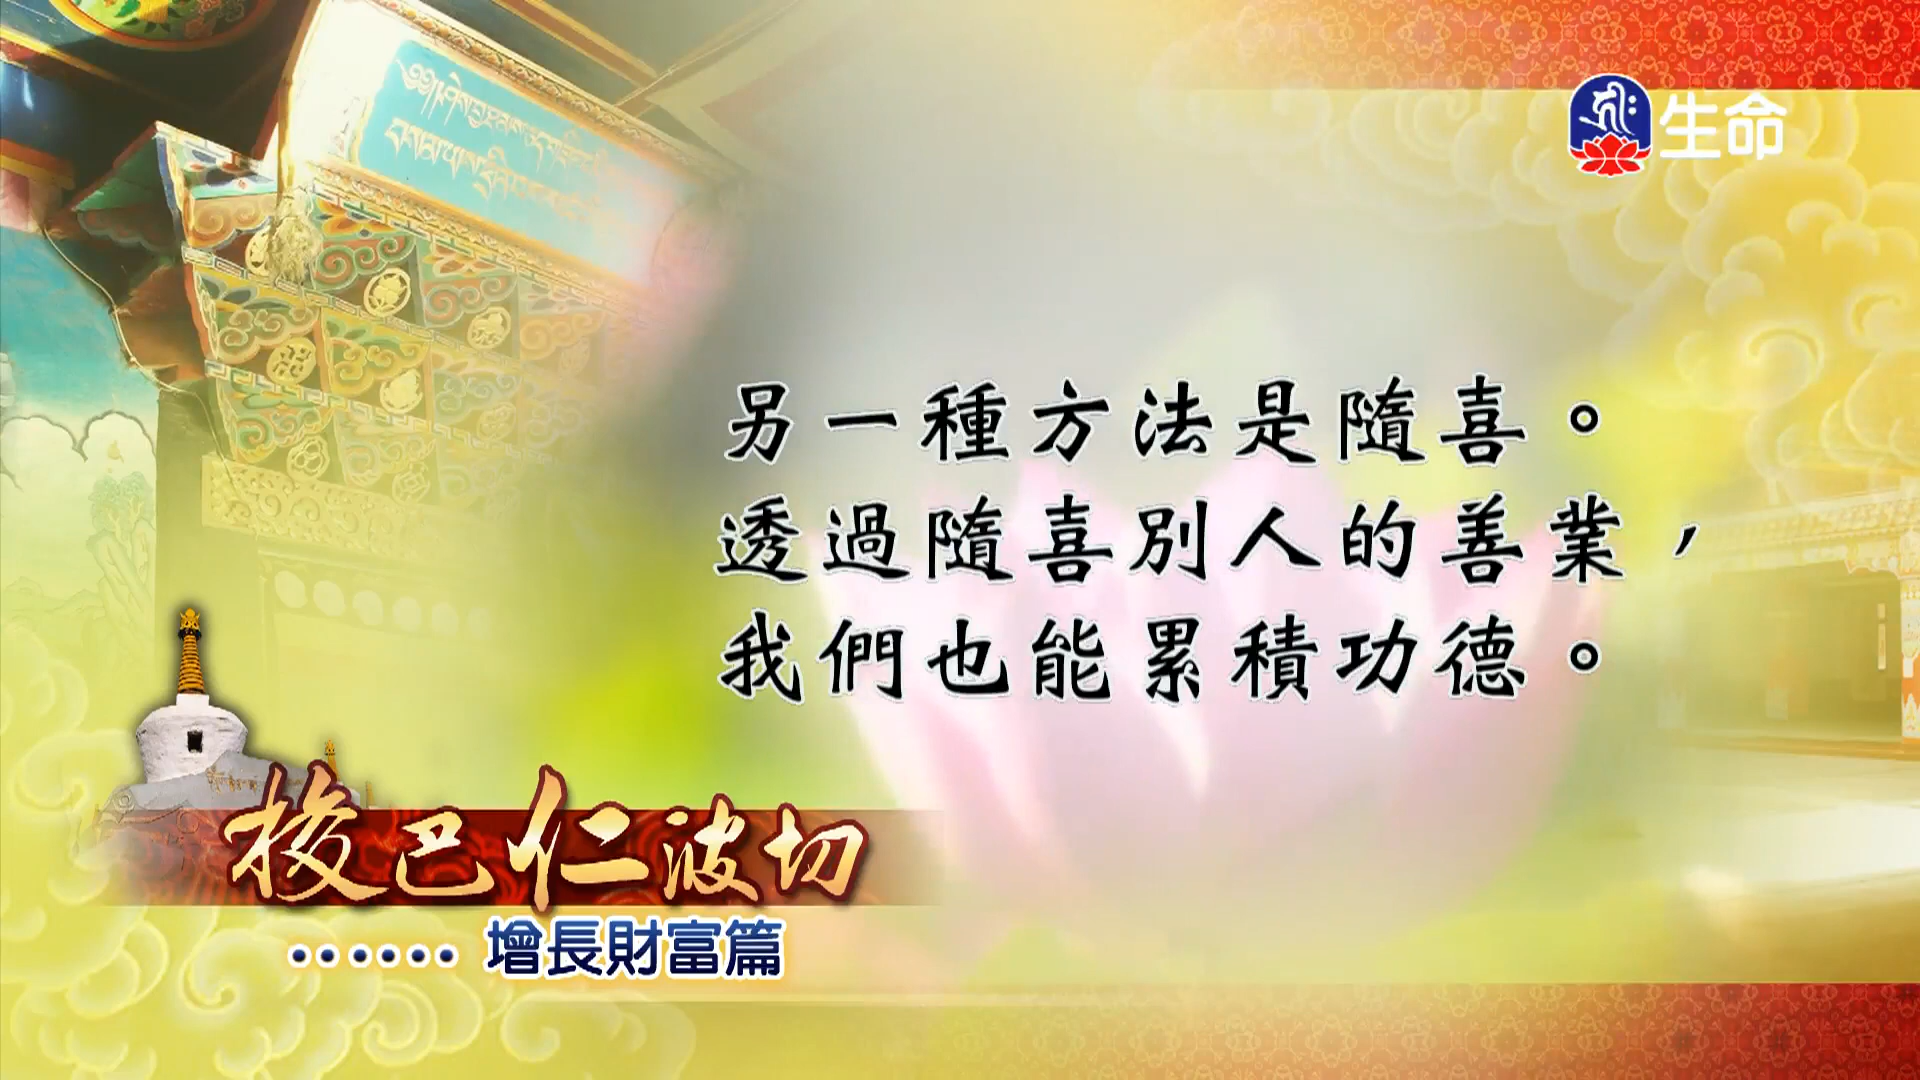 生命
另一種方法是隨喜。
透過隨喜別人的善業，
我們也能累積功德。
梭巴仁波切
······增長財富篇